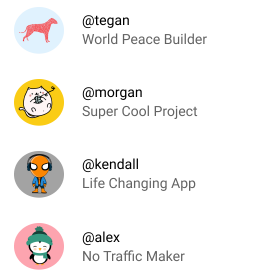 @tegan
World Peace Builder
@morgan
Super Cool Project
@kendall
Life Changing App
@alex
No Traffic Maker